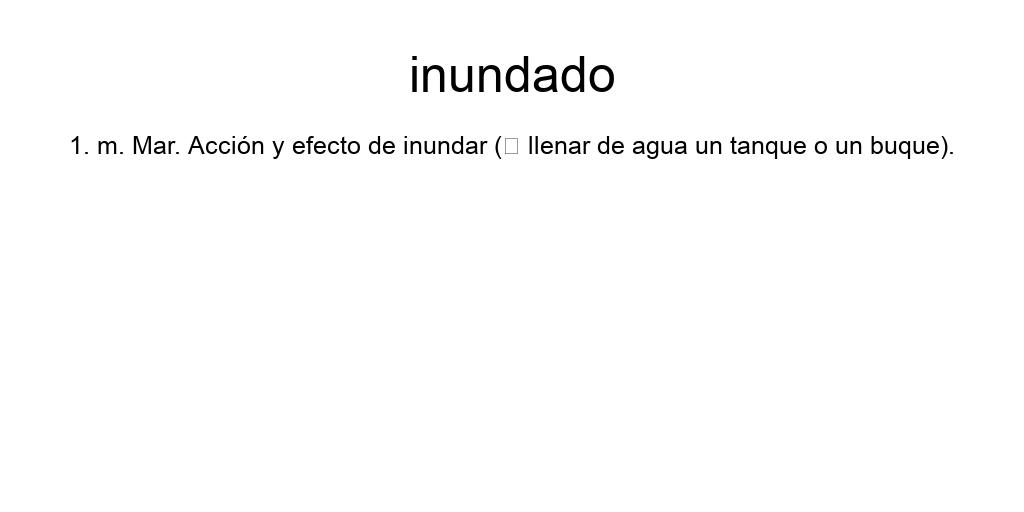 inundado
1. m. Mar. Acción y efecto de inundar (□ llenar de agua un tanque o un buque).